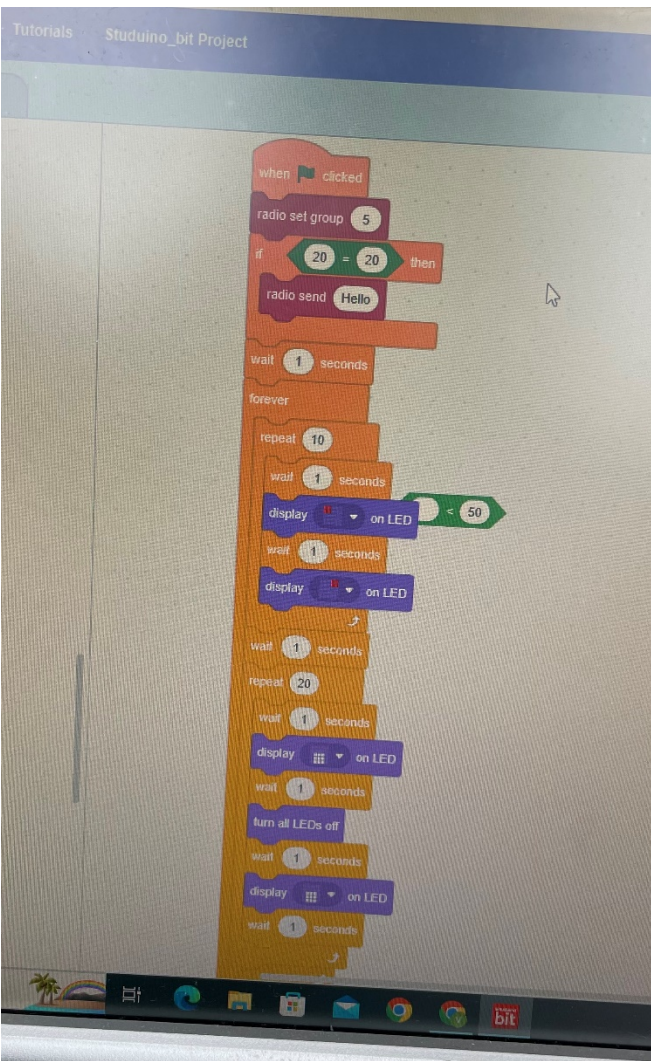 Tutorials Studuino_bit Project
when clicked
radio set group 5
if 20 = 20 then
radio send Hello
wait 1 seconds
forever
repeat 10
wait 1 seconds
< 50
display on LED
wait 1 seconds
display on LED
wait 1 seconds
repeat 20
wait 1 seconds
display on LED
wait 1 seconds
turn all LEDs off
wait 1 seconds
display on LED
wait 1 seconds
bit